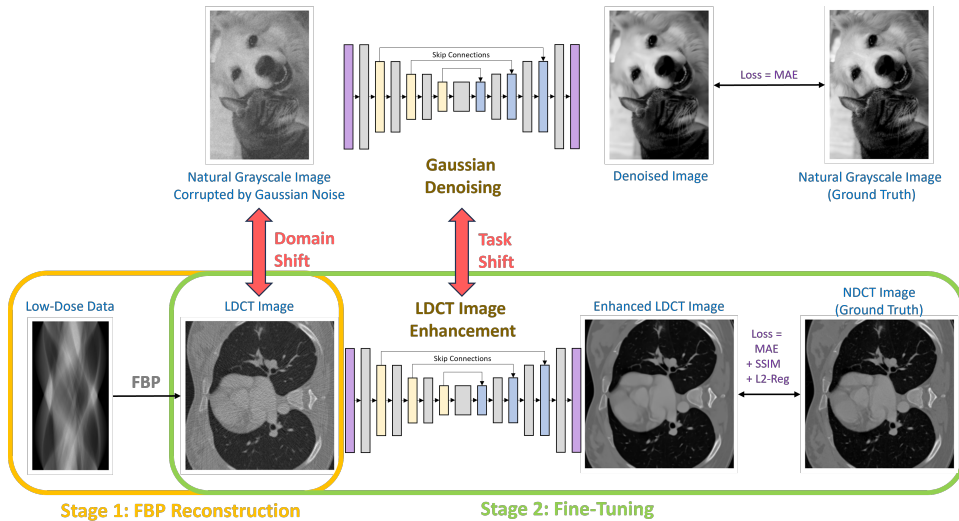 Skip Connections
Loss = MAE
Gaussian
Denoising
Natural Grayscale Image
Corrupted by Gaussian Noise
Denoised Image
Natural Grayscale Image
(Ground Truth)
Domain
Shift
Task
Shift
Low-Dose Data
LDCT Image
LDCT Image
Enhancement
Enhanced LDCT Image
NDCT Image
(Ground Truth)
FBP
Skip Connections
Loss =
MAE
+ SSIM
+ L2-Reg
Stage 1: FBP Reconstruction
Stage 2: Fine-Tuning